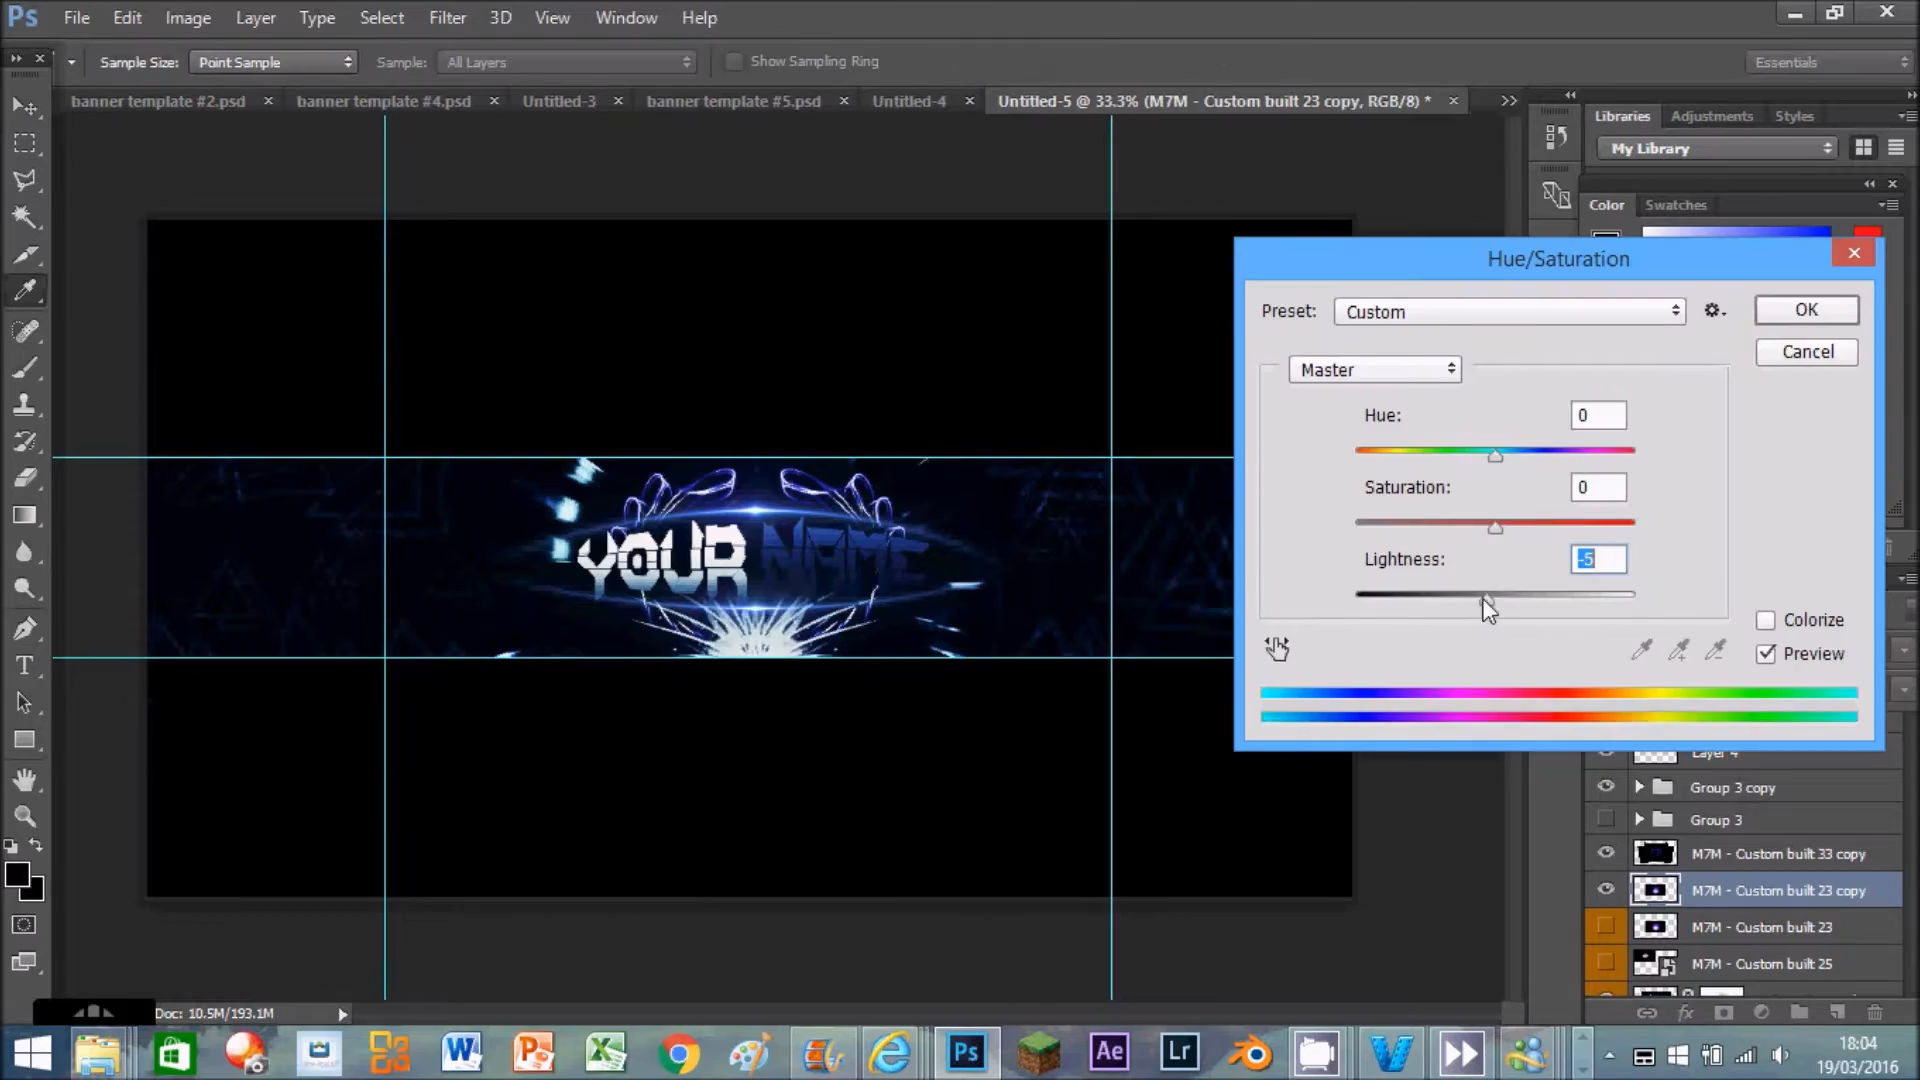 Ps File Edit Image Layer Type Select Filter 3D View Window Help
Sample Size: Point Sample Sample: All Layers Show Sampling Ring Essentials
banner template #2.psd × banner template #4.psd × Untitled-3 × banner template #5.psd × Untitled-4 × Untitled-5 @ 33.3% (M7M - Custom built 23 copy, RGB/8) * ×
Libraries Adjustments Styles
My Library
Color Swatches
Hue/Saturation
Preset: Custom OK
Cancel
Master
Hue: 0
Saturation: 0
Lightness: -5
Colorize
Preview
YOUR NAME
Layer 4
Group 3 copy
Group 3
M7M - Custom built 33 copy
M7M - Custom built 23 copy
M7M - Custom built 23
M7M - Custom built 25
Doc: 10.5M/193.1M
Ps Ae Lr
18:04
19/03/2016